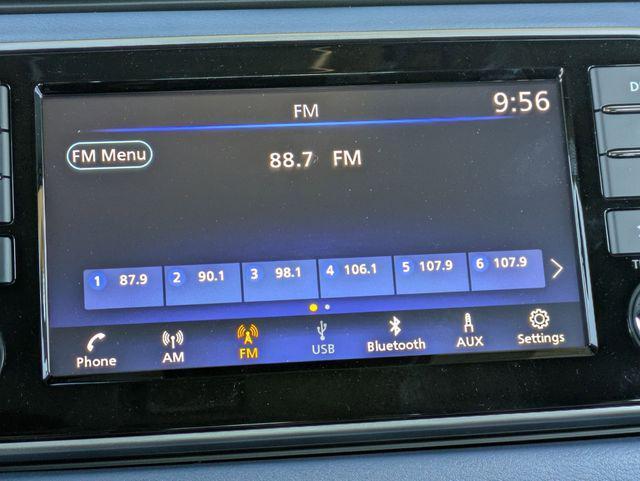 FM 9:56
FM Menu
88.7 FM
1 87.9 2 90.1 3 98.1 4 106.1 5 107.9 6 107.9
Phone AM FM USB Bluetooth AUX Settings